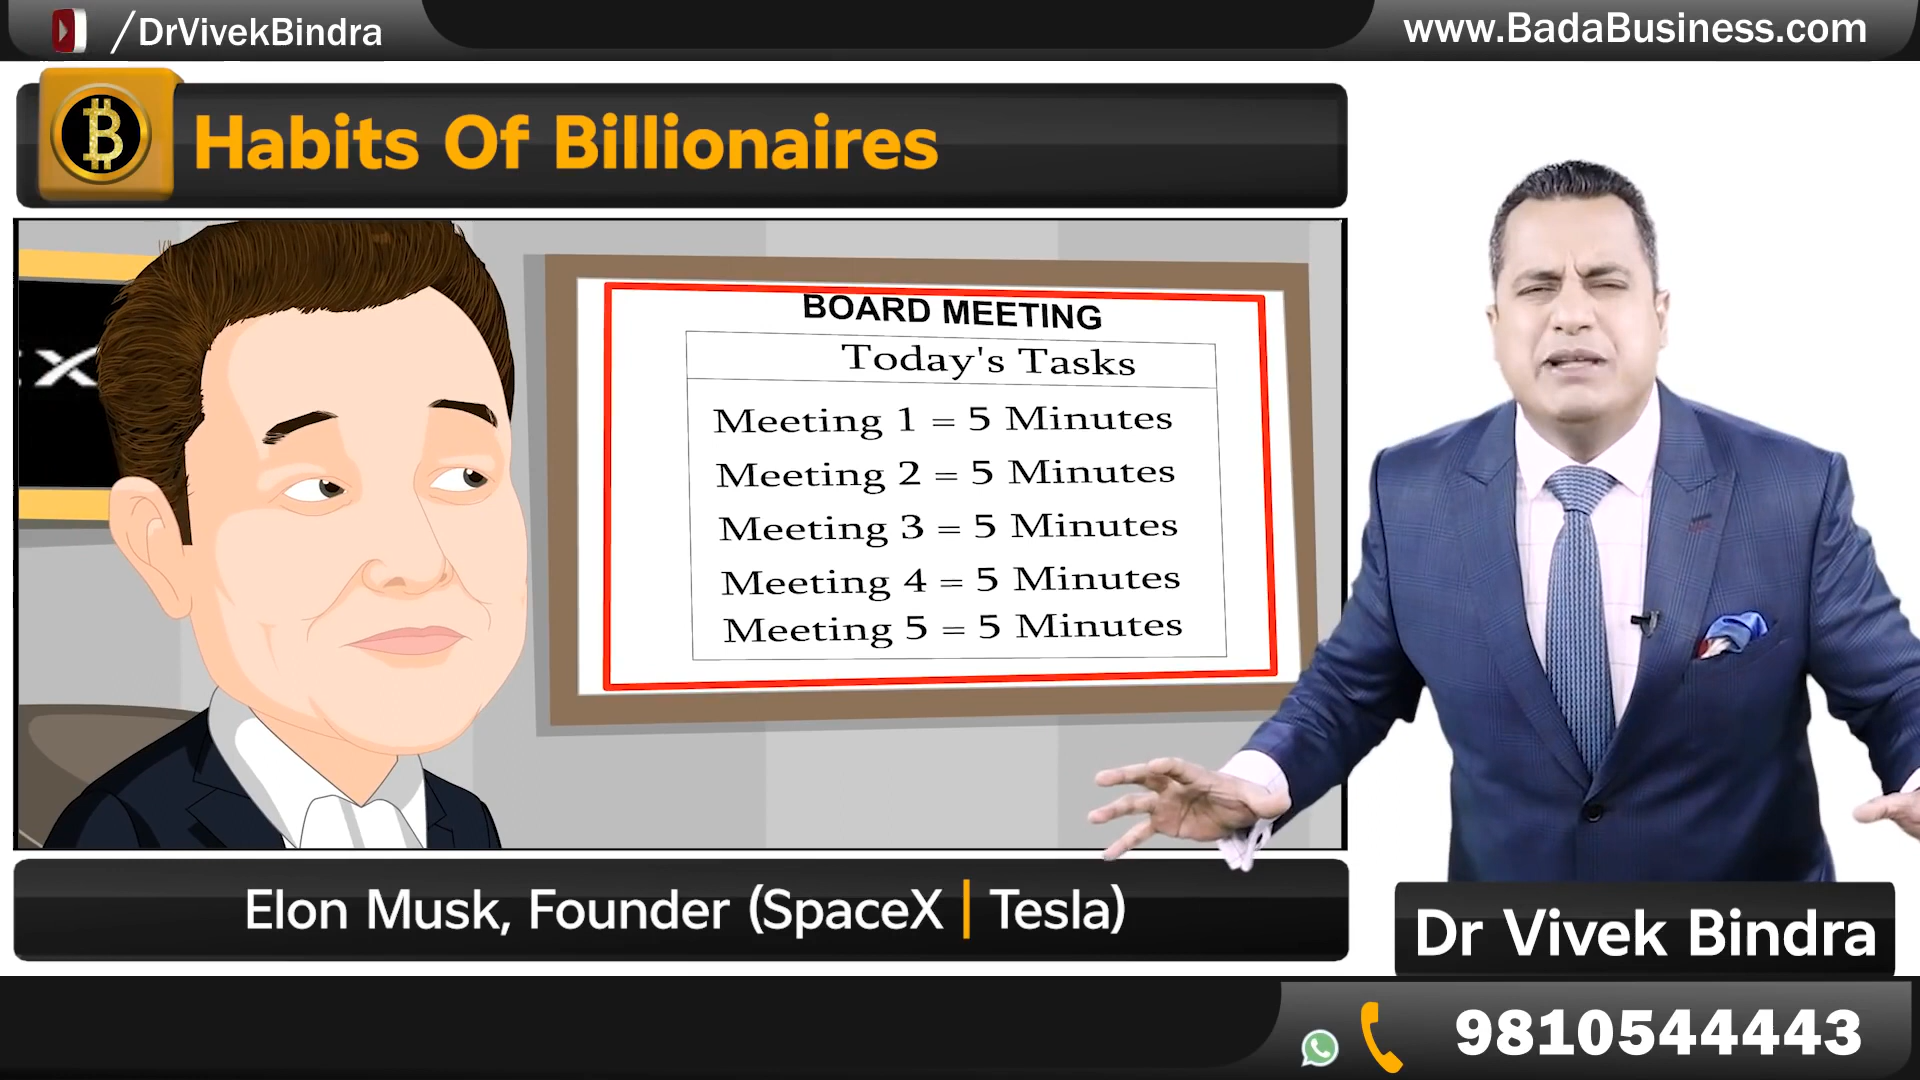 /DrVivekBindra
www.BadaBusiness.com
Habits Of Billionaires
X
BOARD MEETING
Today's Tasks
Meeting 1 = 5 Minutes
Meeting 2 = 5 Minutes
Meeting 3 = 5 Minutes
Meeting 4 = 5 Minutes
Meeting 5 = 5 Minutes
Elon Musk, Founder (SpaceX | Tesla)
Dr Vivek Bindra
9810544443